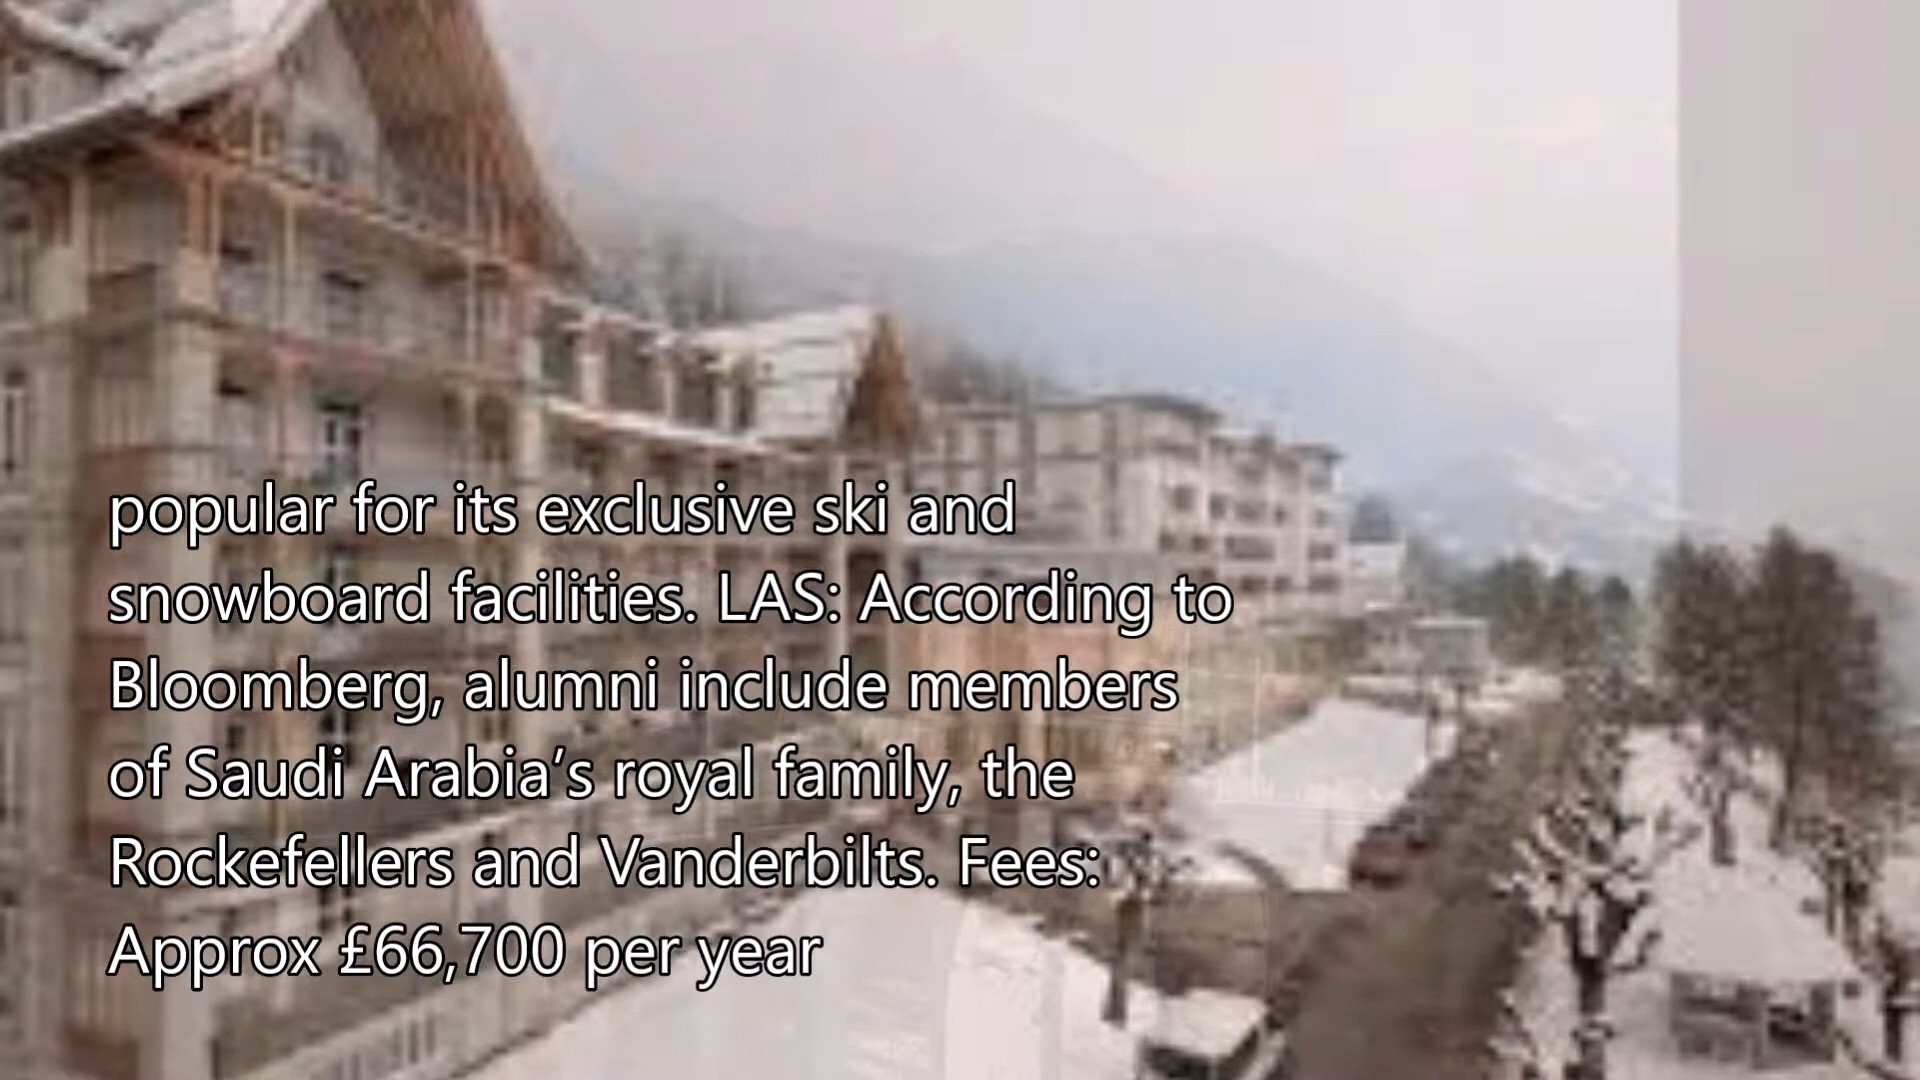 popular for its exclusive ski and
snowboard facilities. LAS: According to
Bloomberg, alumni include members
of Saudi Arabia’s royal family, the
Rockefellers and Vanderbilts. Fees:
Approx £66,700 per year